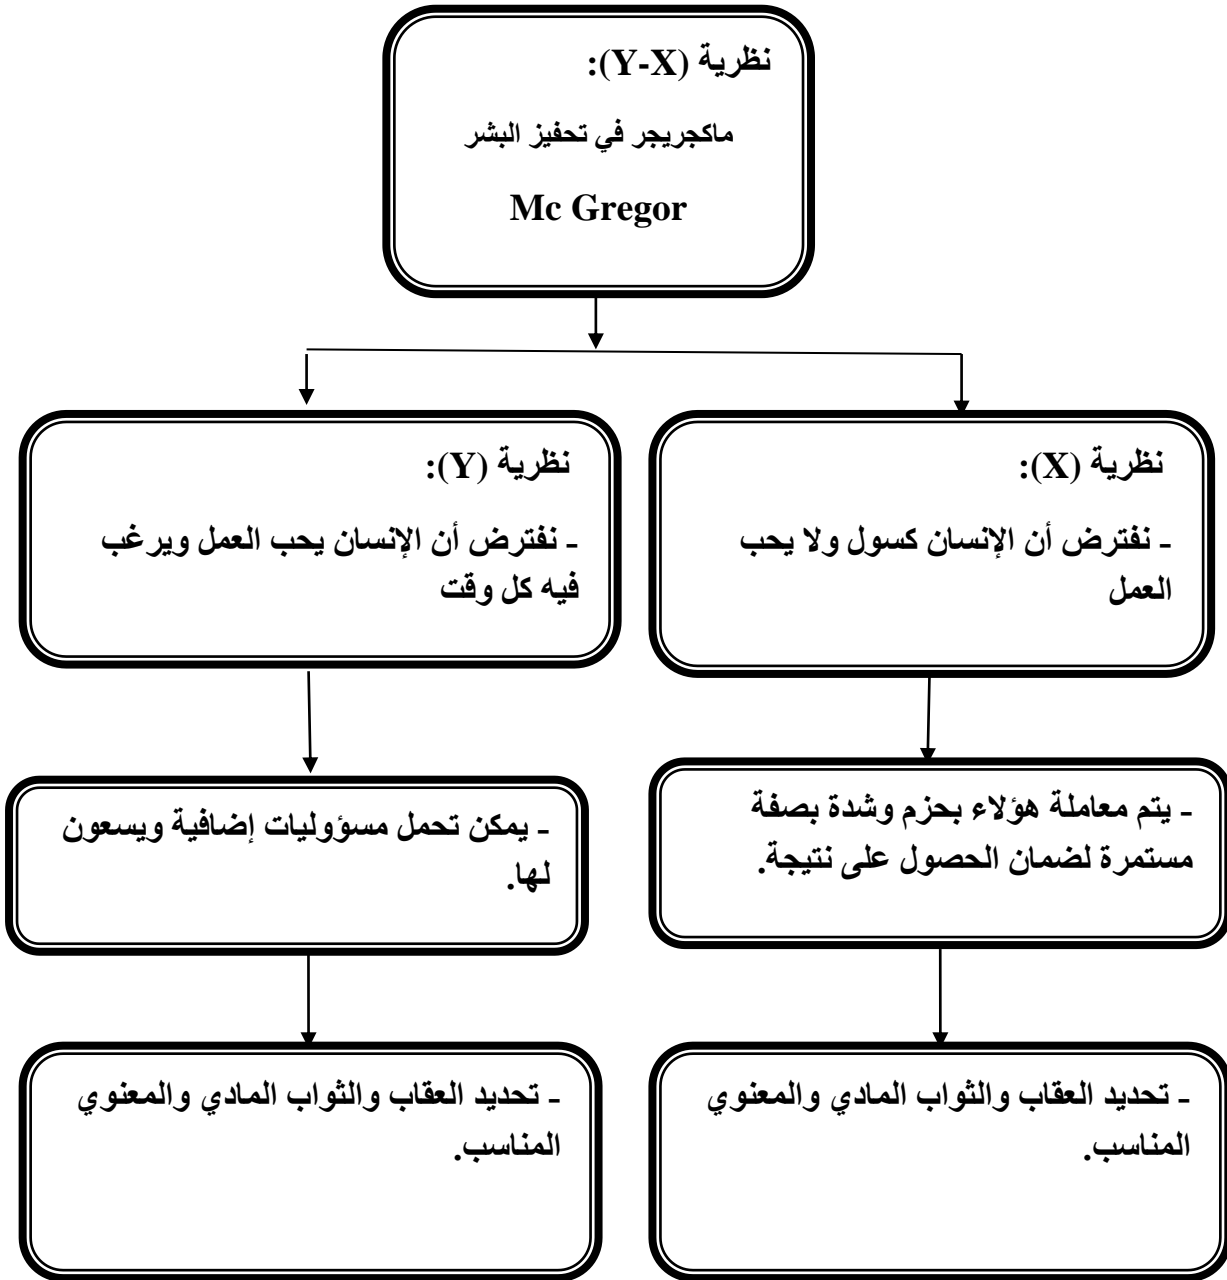 نظرية (Y-X):
ماكجريجر في تحفيز البشر
Mc Gregor
نظرية (X):
- نفترض أن الإنسان كسول ولا يحب
العمل
نظرية (Y):
- نفترض أن الإنسان يحب العمل ويرغب
فيه كل وقت
- يتم معاملة هؤلاء بحزم وشدة بصفة
مستمرة لضمان الحصول على نتيجة.
- يمكن تحمل مسؤوليات إضافية ويسعون
لها.
- تحديد العقاب والثواب المادي والمعنوي
المناسب.
- تحديد العقاب والثواب المادي والمعنوي
المناسب.